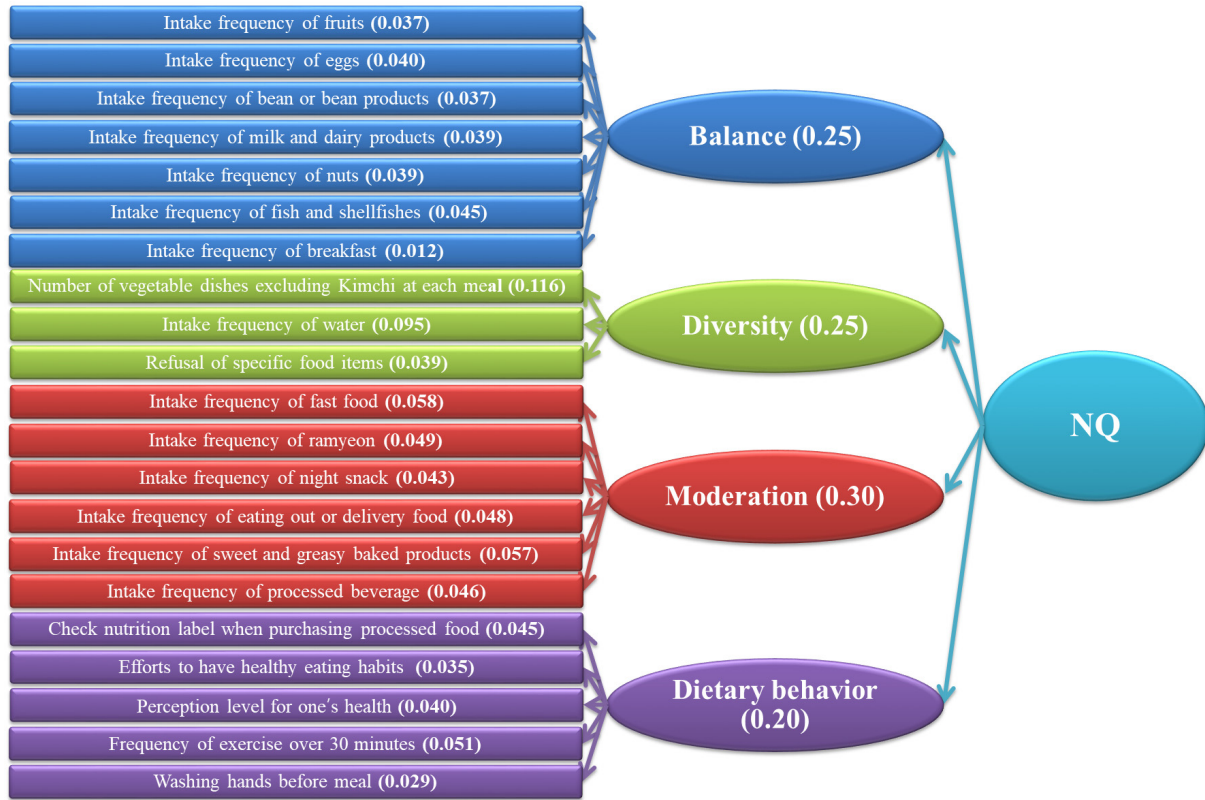 Intake frequency of fruits (0.037)
Intake frequency of eggs (0.040)
Intake frequency of bean or bean products (0.037)
Intake frequency of milk and dairy products (0.039)
Intake frequency of nuts (0.039)
Intake frequency of fish and shellfishes (0.045)
Intake frequency of breakfast (0.012)
Number of vegetable dishes excluding Kimchi at each meal (0.116)
Intake frequency of water (0.095)
Refusal of specific food items (0.039)
Intake frequency of fast food (0.058)
Intake frequency of ramyeon (0.049)
Intake frequency of night snack (0.043)
Intake frequency of eating out or delivery food (0.048)
Intake frequency of sweet and greasy baked products (0.057)
Intake frequency of processed beverage (0.046)
Check nutrition label when purchasing processed food (0.045)
Efforts to have healthy eating habits (0.035)
Perception level for one's health (0.040)
Frequency of exercise over 30 minutes (0.051)
Washing hands before meal (0.029)
Balance (0.25)
Diversity (0.25)
Moderation (0.30)
Dietary behavior
(0.20)
NQ